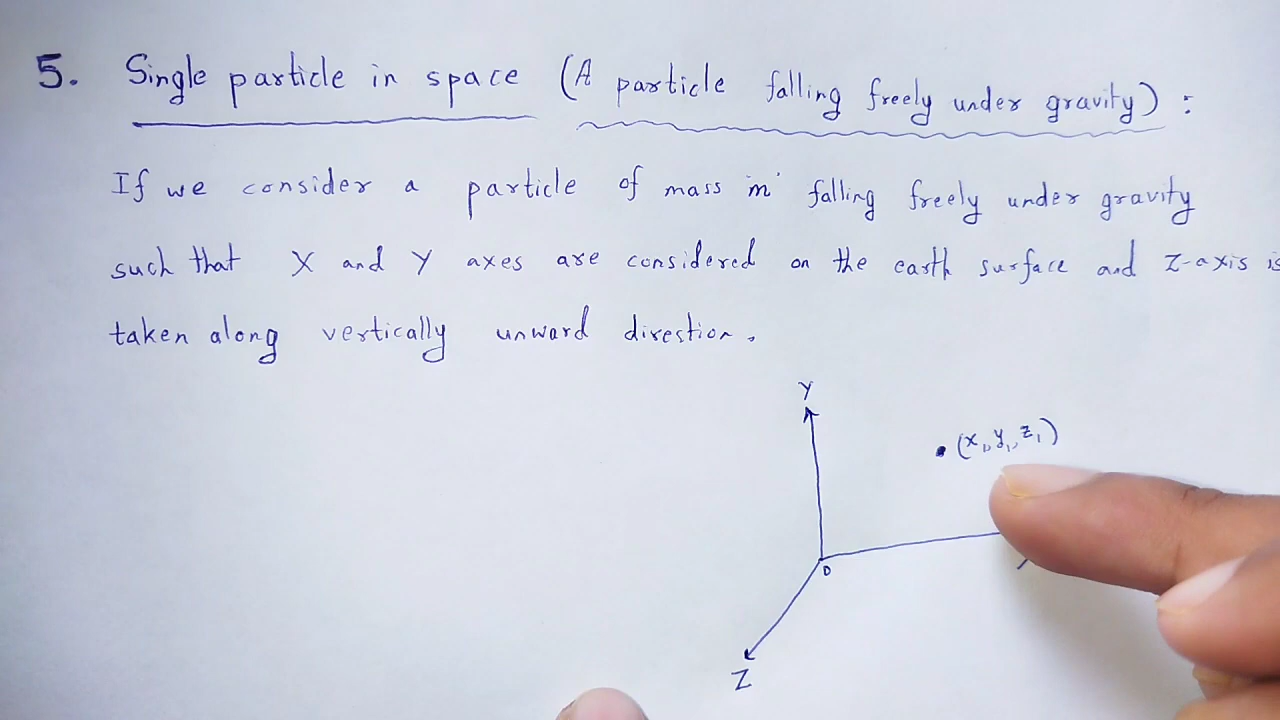 5. Single particle in space (A particle falling freely under gravity) :
If we consider a particle of mass 'm' falling freely under gravity
such that X and Y axes are considered on the earth surface and Z-axis is
taken along vertically unward direction.
Y
(x₁, y₁, z₁)
O
Z